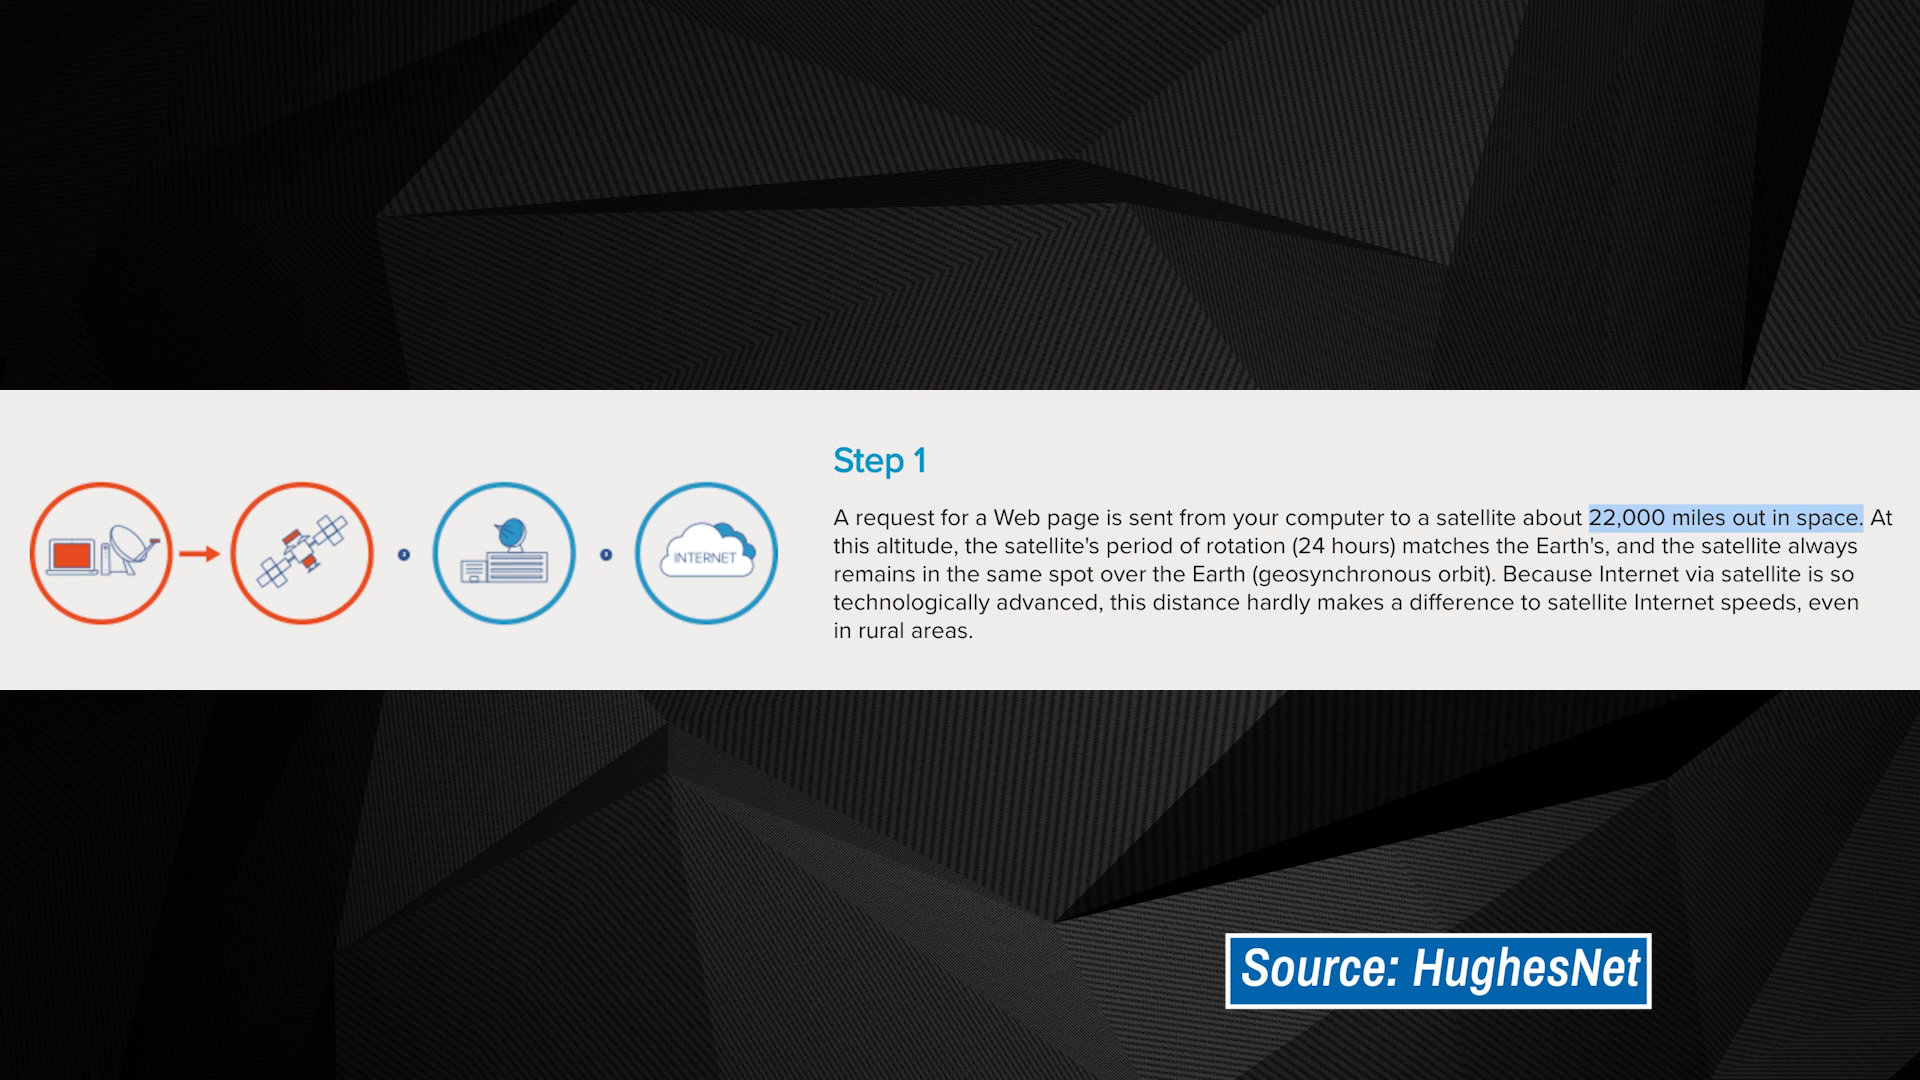 Step 1
A request for a Web page is sent from your computer to a satellite about 22,000 miles out in space. At
this altitude, the satellite's period of rotation (24 hours) matches the Earth's, and the satellite always
remains in the same spot over the Earth (geosynchronous orbit). Because Internet via satellite is so
technologically advanced, this distance hardly makes a difference to satellite Internet speeds, even
in rural areas.
INTERNET
Source: HughesNet